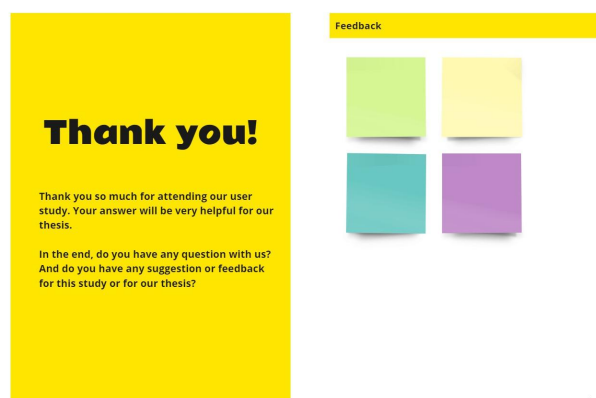 Thank you!
Thank you so much for attending our user
study. Your answer will be very helpful for our
thesis.
In the end, do you have any question with us?
And do you have any suggestion or feedback
for this study or for our thesis?
Feedback